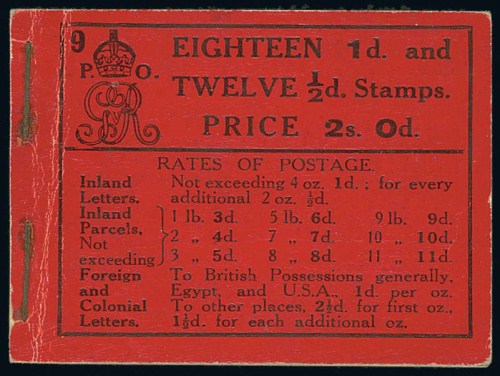 9
P. O.
GvR
EIGHTEEN 1d. and
TWELVE ½d. Stamps.
PRICE 2s. 0d.
RATES OF POSTAGE.
Inland Letters. Not exceeding 4 oz. 1d. ; for every additional 2 oz. ½d.
Inland Parcels, Not exceeding
1 lb. 3d. 5 lb. 6d. 9 lb. 9d.
2 „ 4d. 7 „ 7d. 10 „ 10d.
3 „ 5d. 8 „ 8d. 11 „ 11d.
Foreign and Colonial Letters. To British Possessions generally, Egypt, and U.S.A., 1d. per oz.
To other places, 2½d. for first oz., 1½d. for each additional oz.